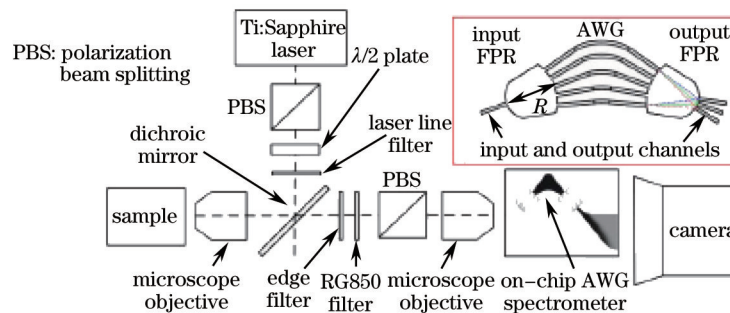 Ti:Sapphire
laser
PBS: polarization
beam splitting
λ/2 plate
PBS
laser line
filter
dichroic
mirror
input
FPR
AWG
output
FPR
R
input and output channels
PBS
sample
camera
microscope
objective
edge
filter
RG850
filter
microscope
objective
on-chip AWG
spectrometer